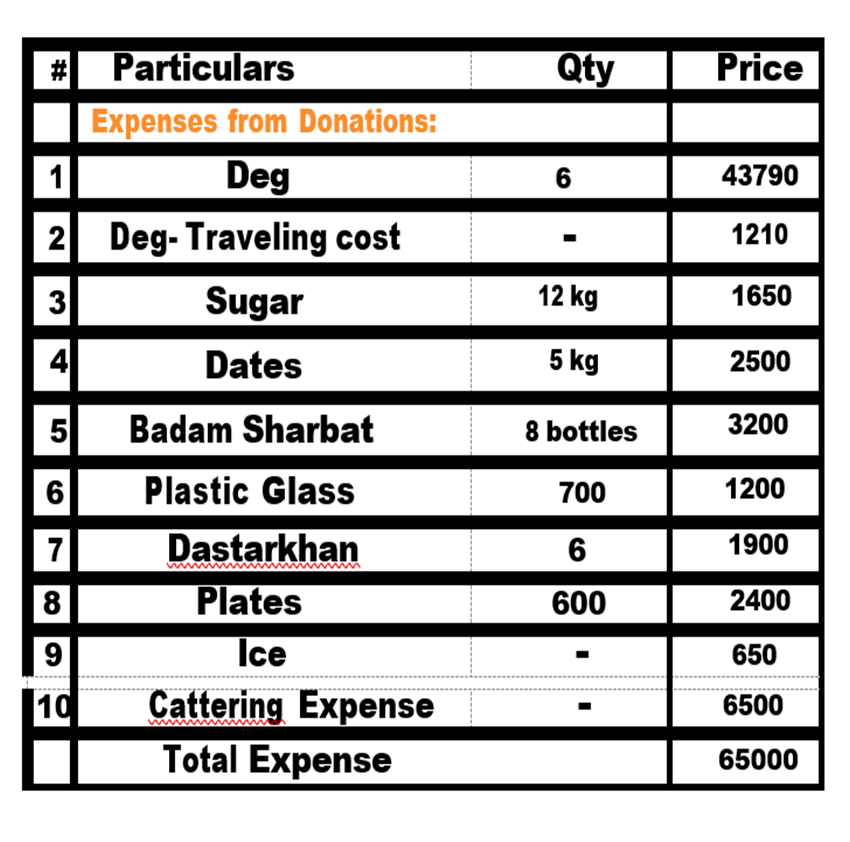 # Particulars Qty Price
Expenses from Donations:
1 Deg 6 43790
2 Deg- Traveling cost - 1210
3 Sugar 12 kg 1650
4 Dates 5 kg 2500
5 Badam Sharbat 8 bottles 3200
6 Plastic Glass 700 1200
7 Dastarkhan 6 1900
8 Plates 600 2400
9 Ice - 650
10 Cattering Expense - 6500
Total Expense 65000